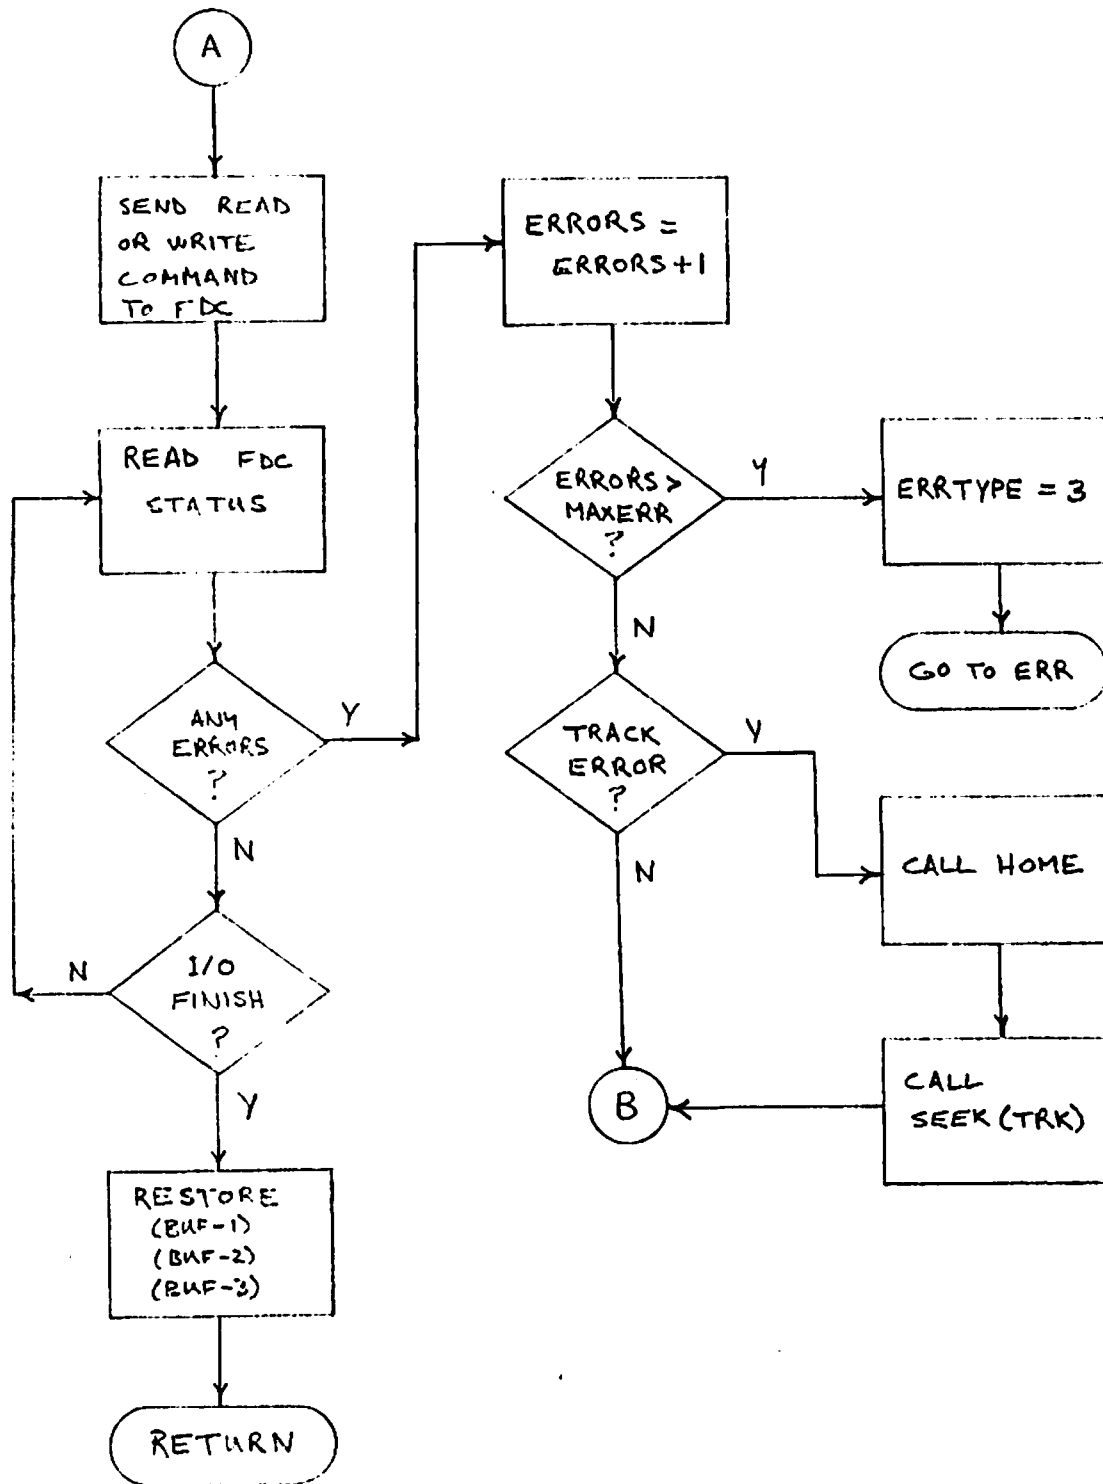 A
SEND READ
OR WRITE
COMMAND
TO FDC
READ FDC
STATUS
ANY
ERRORS
?
Y
N
I/O
FINISH
?
N
Y
RESTORE
(BUF-1)
(BUF-2)
(BUF-3)
RETURN
ERRORS =
ERRORS+1
ERRORS>
MAXERR
?
Y
N
ERRTYPE = 3
GO TO ERR
TRACK
ERROR
?
Y
N
CALL HOME
CALL
SEEK (TRK)
B